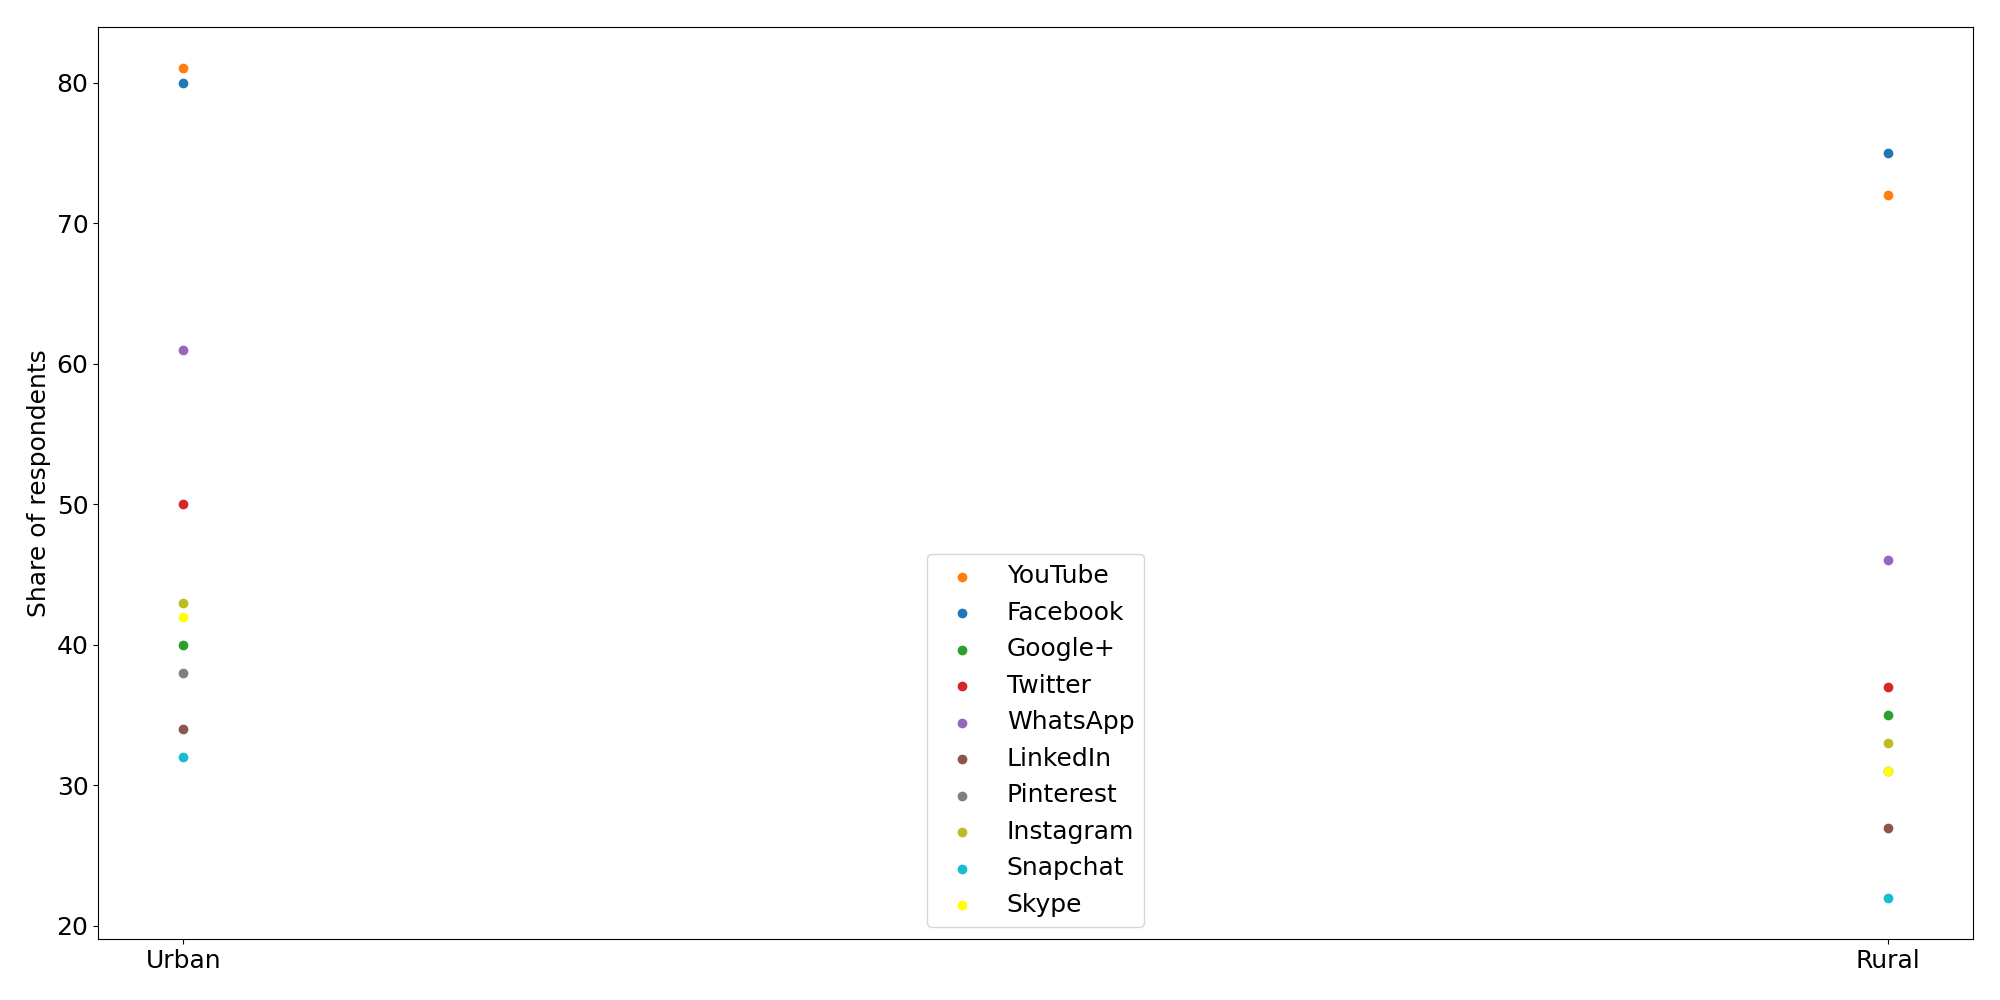 Share of respondents
80
70
60
50
40
30
20
Urban
Rural
YouTube
Facebook
Google+
Twitter
WhatsApp
LinkedIn
Pinterest
Instagram
Snapchat
Skype